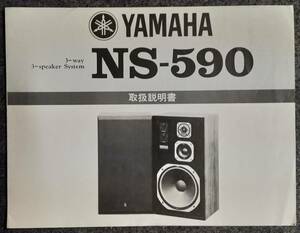 YAMAHA
3-way
3-speaker System
NS-590
取扱説明書